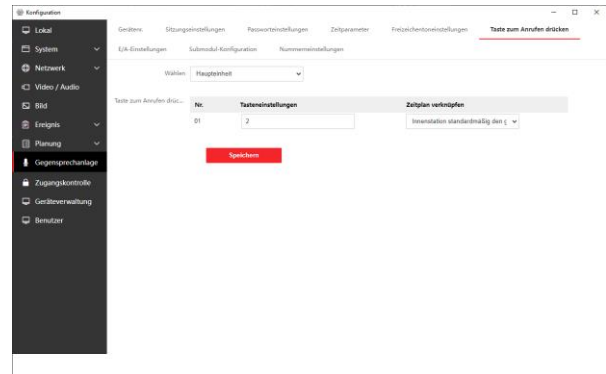 Konfiguration
Lokal
System
Netzwerk
Video / Audio
Bild
Ereignis
Planung
Gegensprechanlage
Zugangskontrolle
Geräteverwaltung
Benutzer
Gerätenr. Sitzungseinstellungen Passworteinstellungen Zeitparameter Freizeichentoneinstellungen Taste zum Anrufen drücken
E/A-Einstellungen Submodul-Konfiguration Nummerneinstellungen
Wählen Haupteinheit
Taste zum Anrufen drüc... Nr. Tasteneinstellungen Zeitplan verknüpfen
01 2 Innenstation standardmäßig den g
Speichern